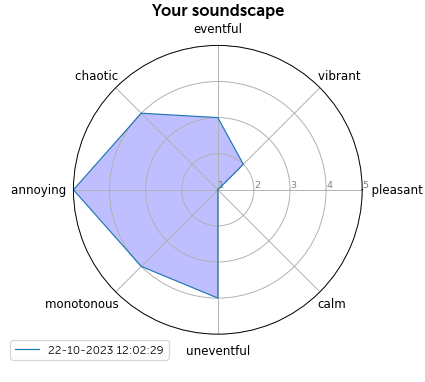 Your soundscape
eventful
chaotic
vibrant
annoying
1
2
3
4
5
pleasant
monotonous
calm
22-10-2023 12:02:29
uneventful